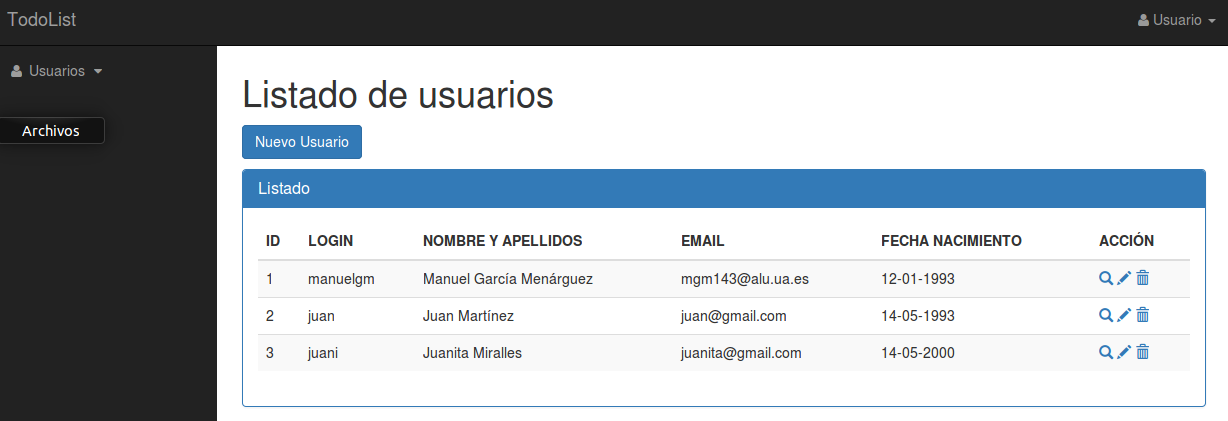 TodoList Usuario
Usuarios
Archivos
Listado de usuarios
Nuevo Usuario
Listado
ID LOGIN NOMBRE Y APELLIDOS EMAIL FECHA NACIMIENTO ACCIÓN
1 manuelgm Manuel García Menárguez mgm143@alu.ua.es 12-01-1993
2 juan Juan Martínez juan@gmail.com 14-05-1993
3 juani Juanita Miralles juanita@gmail.com 14-05-2000